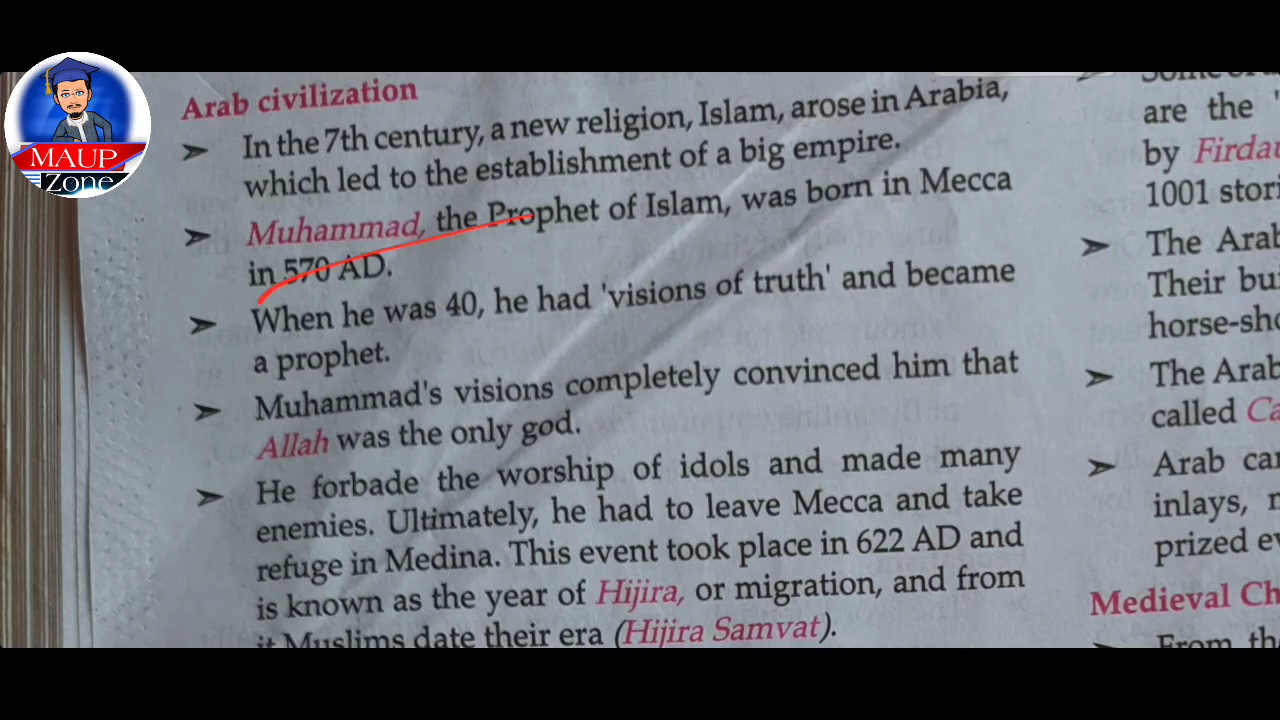 MAUP
Zone
Arab civilization
➤ In the 7th century, a new religion, Islam, arose in Arabia,
which led to the establishment of a big empire.
➤ Muhammad, the Prophet of Islam, was born in Mecca
in 570 AD.
➤ When he was 40, he had 'visions of truth' and became
a prophet.
➤ Muhammad's visions completely convinced him that
Allah was the only god.
➤ He forbade the worship of idols and made many
enemies. Ultimately, he had to leave Mecca and take
refuge in Medina. This event took place in 622 AD and
is known as the year of Hijira, or migration, and from
it Muslims date their era (Hijira Samvat).
are the '
by
1001
➤ The
Their
➤ The
called
➤ Arab
inlays,
prized
Medieval
From